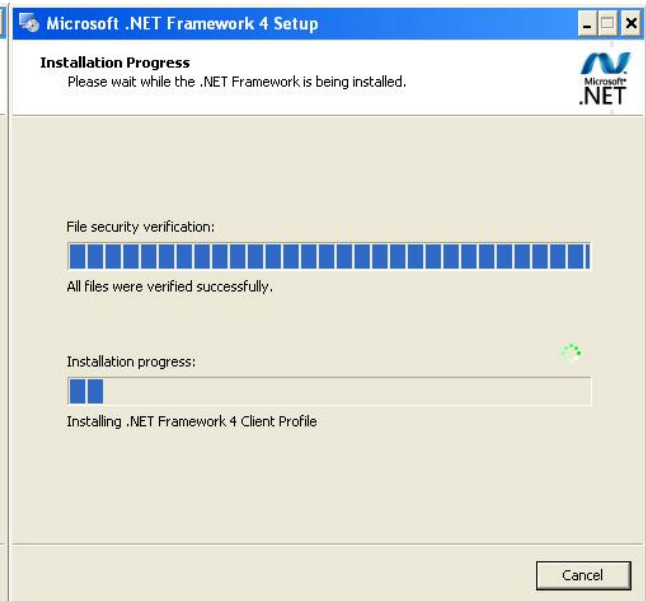 Microsoft .NET Framework 4 Setup
Installation Progress
Please wait while the .NET Framework is being installed.
Microsoft®
.NET
File security verification:
All files were verified successfully.
Installation progress:
Installing .NET Framework 4 Client Profile
Cancel